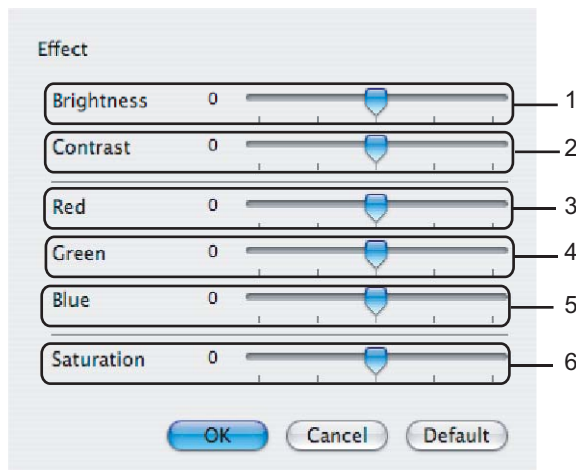 Effect
Brightness 0 1
Contrast 0 2
Red 0 3
Green 0 4
Blue 0 5
Saturation 0 6
OK Cancel Default